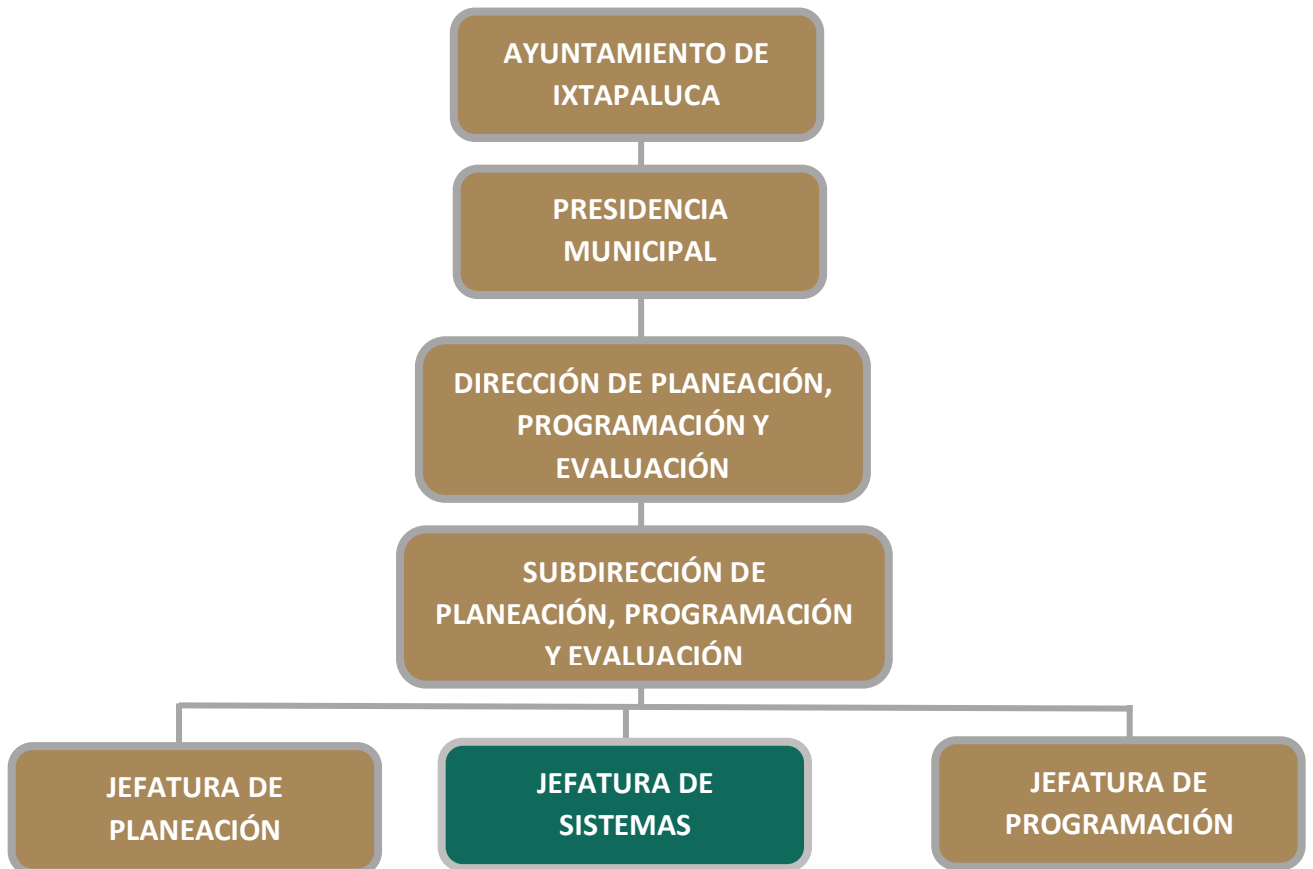 AYUNTAMIENTO DE
IXTAPALUCA
PRESIDENCIA
MUNICIPAL
DIRECCIÓN DE PLANEACIÓN,
PROGRAMACIÓN Y
EVALUACIÓN
SUBDIRECCIÓN DE
PLANEACIÓN, PROGRAMACIÓN
Y EVALUACIÓN
JEFATURA DE
PLANEACIÓN
JEFATURA DE
SISTEMAS
JEFATURA DE
PROGRAMACIÓN